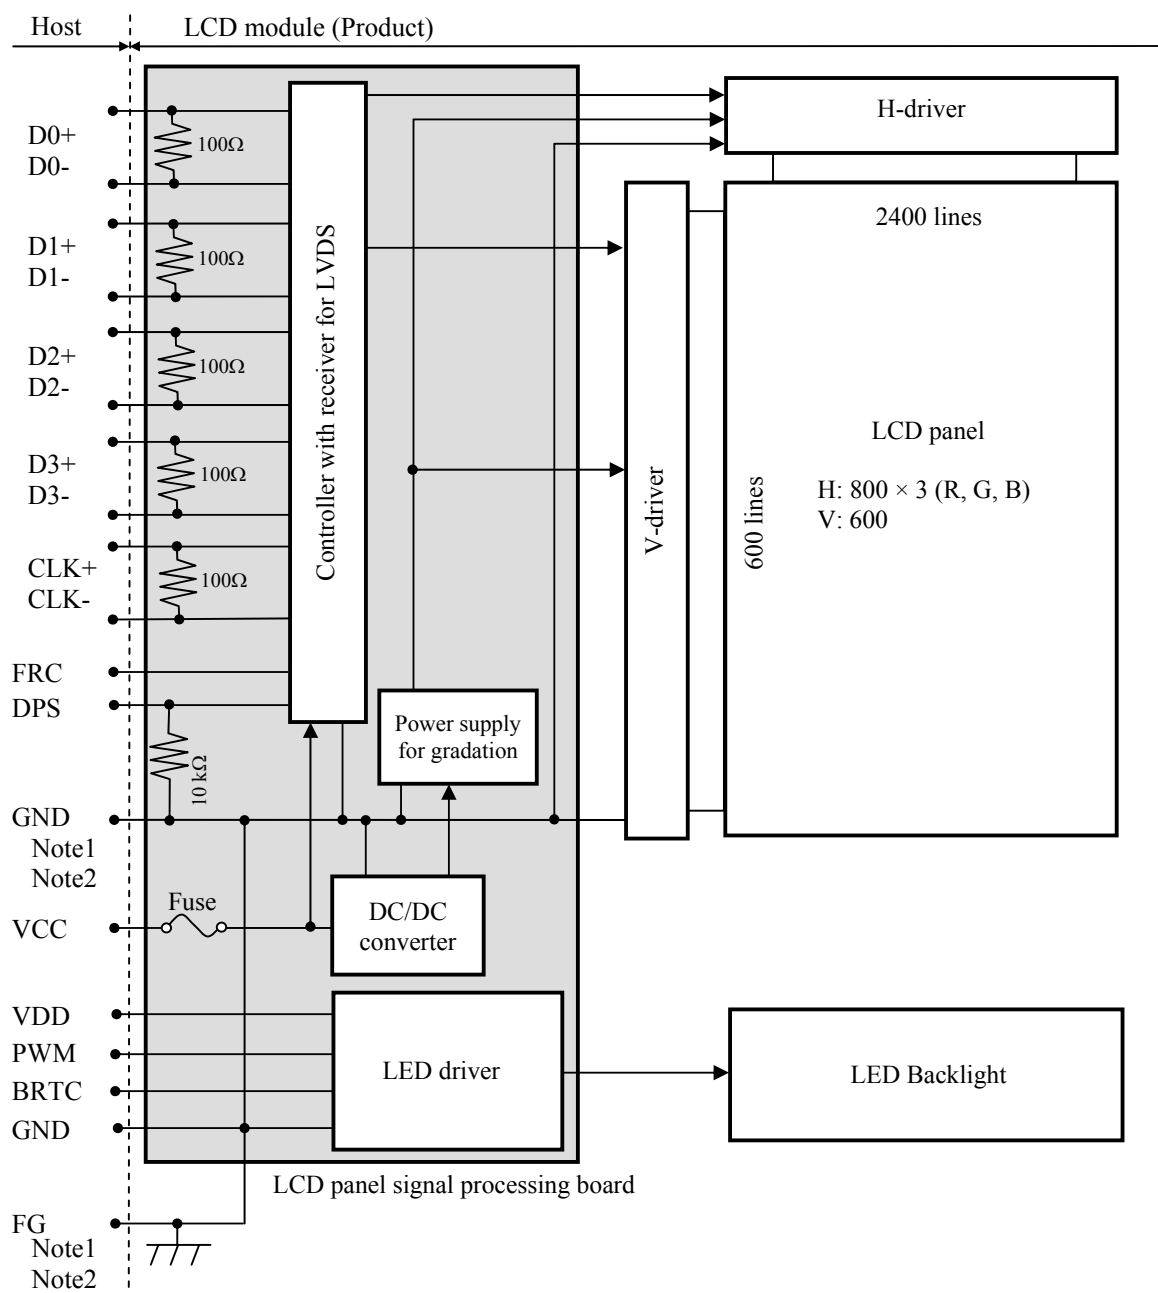 Host
LCD module (Product)
D0+
D0-
100Ω
D1+
D1-
100Ω
D2+
D2-
100Ω
D3+
D3-
100Ω
CLK+
CLK-
100Ω
FRC
DPS
10 kΩ
GND
Note1
Note2
VCC
Fuse
VDD
PWM
BRTC
GND
FG
Note1
Note2
Controller with receiver for LVDS
Power supply
for gradation
DC/DC
converter
LED driver
LCD panel signal processing board
H-driver
V-driver
2400 lines
600 lines
LCD panel
H: 800 × 3 (R, G, B)
V: 600
LED Backlight